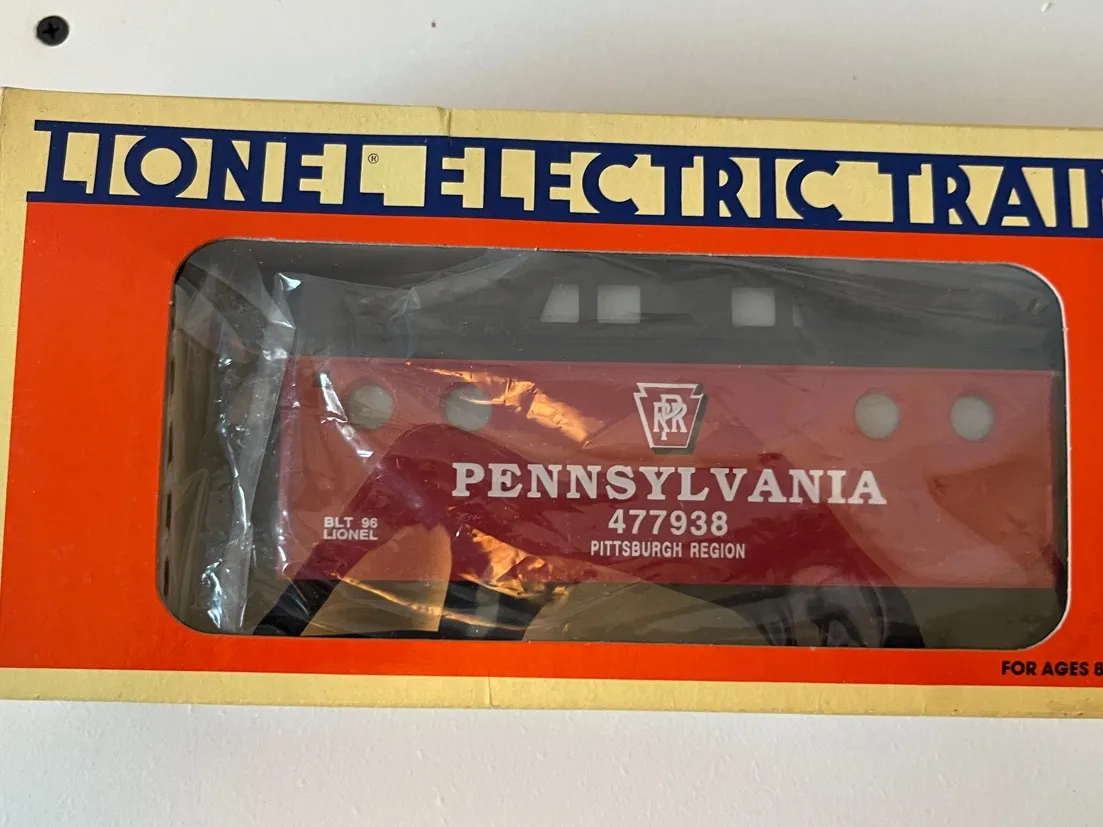 LIONEL® ELECTRIC TRAI
PRR
PENNSYLVANIA
477938
PITTSBURGH REGION
BLT 96
LIONEL
FOR AGES 8